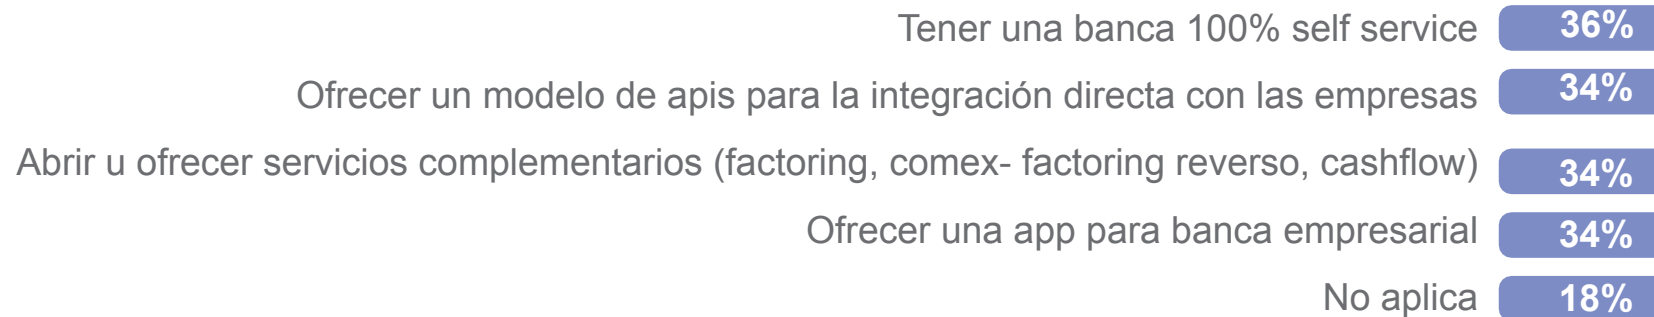 Tener una banca 100% self service 36%
Ofrecer un modelo de apis para la integración directa con las empresas 34%
Abrir u ofrecer servicios complementarios (factoring, comex- factoring reverso, cashflow) 34%
Ofrecer una app para banca empresarial 34%
No aplica 18%